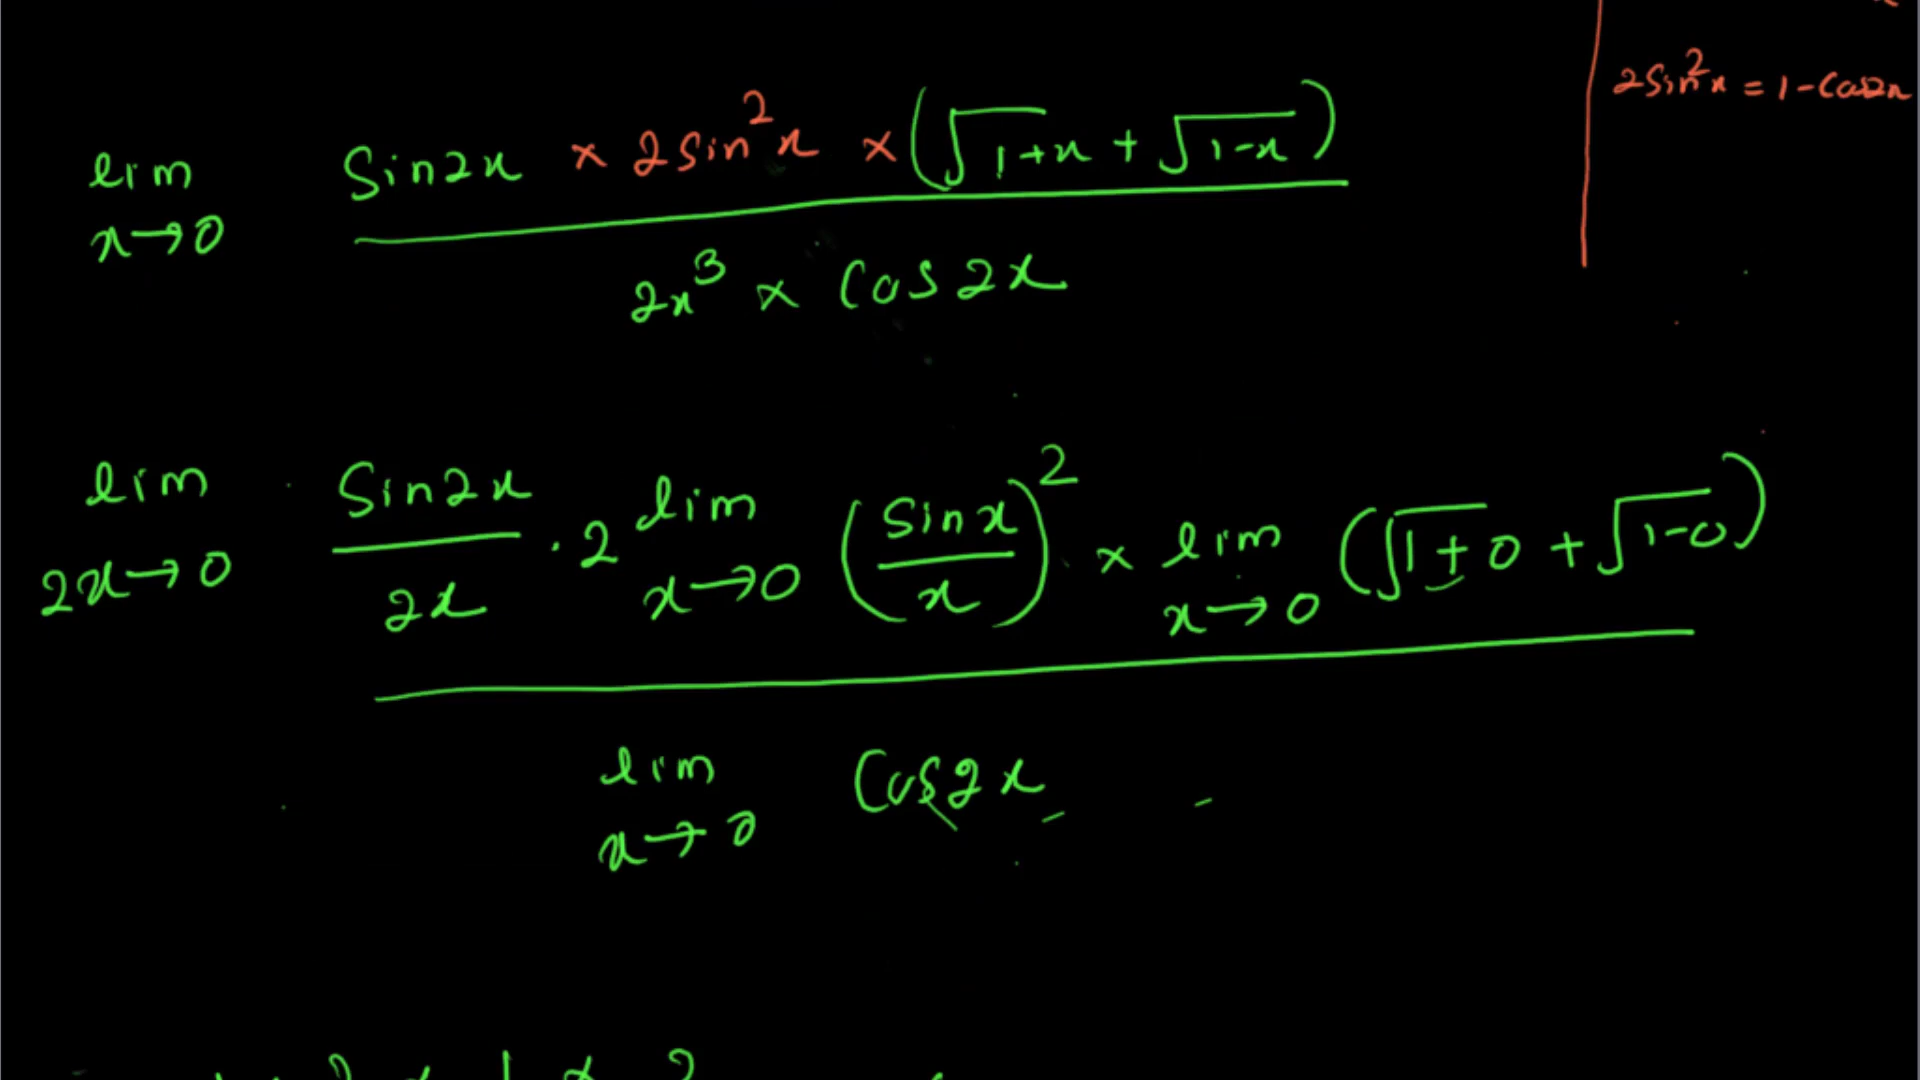 2Sin²x = 1-Cos2x
lim x→0 Sin2x × 2Sin²x × (√1+x + √1-x)
2x³ × Cos2x
lim 2x→0 Sin2x/2x . 2 lim x→0 (Sinx/x)² × lim x→0 (√1+0 + √1-0)
lim x→0 Cos2x